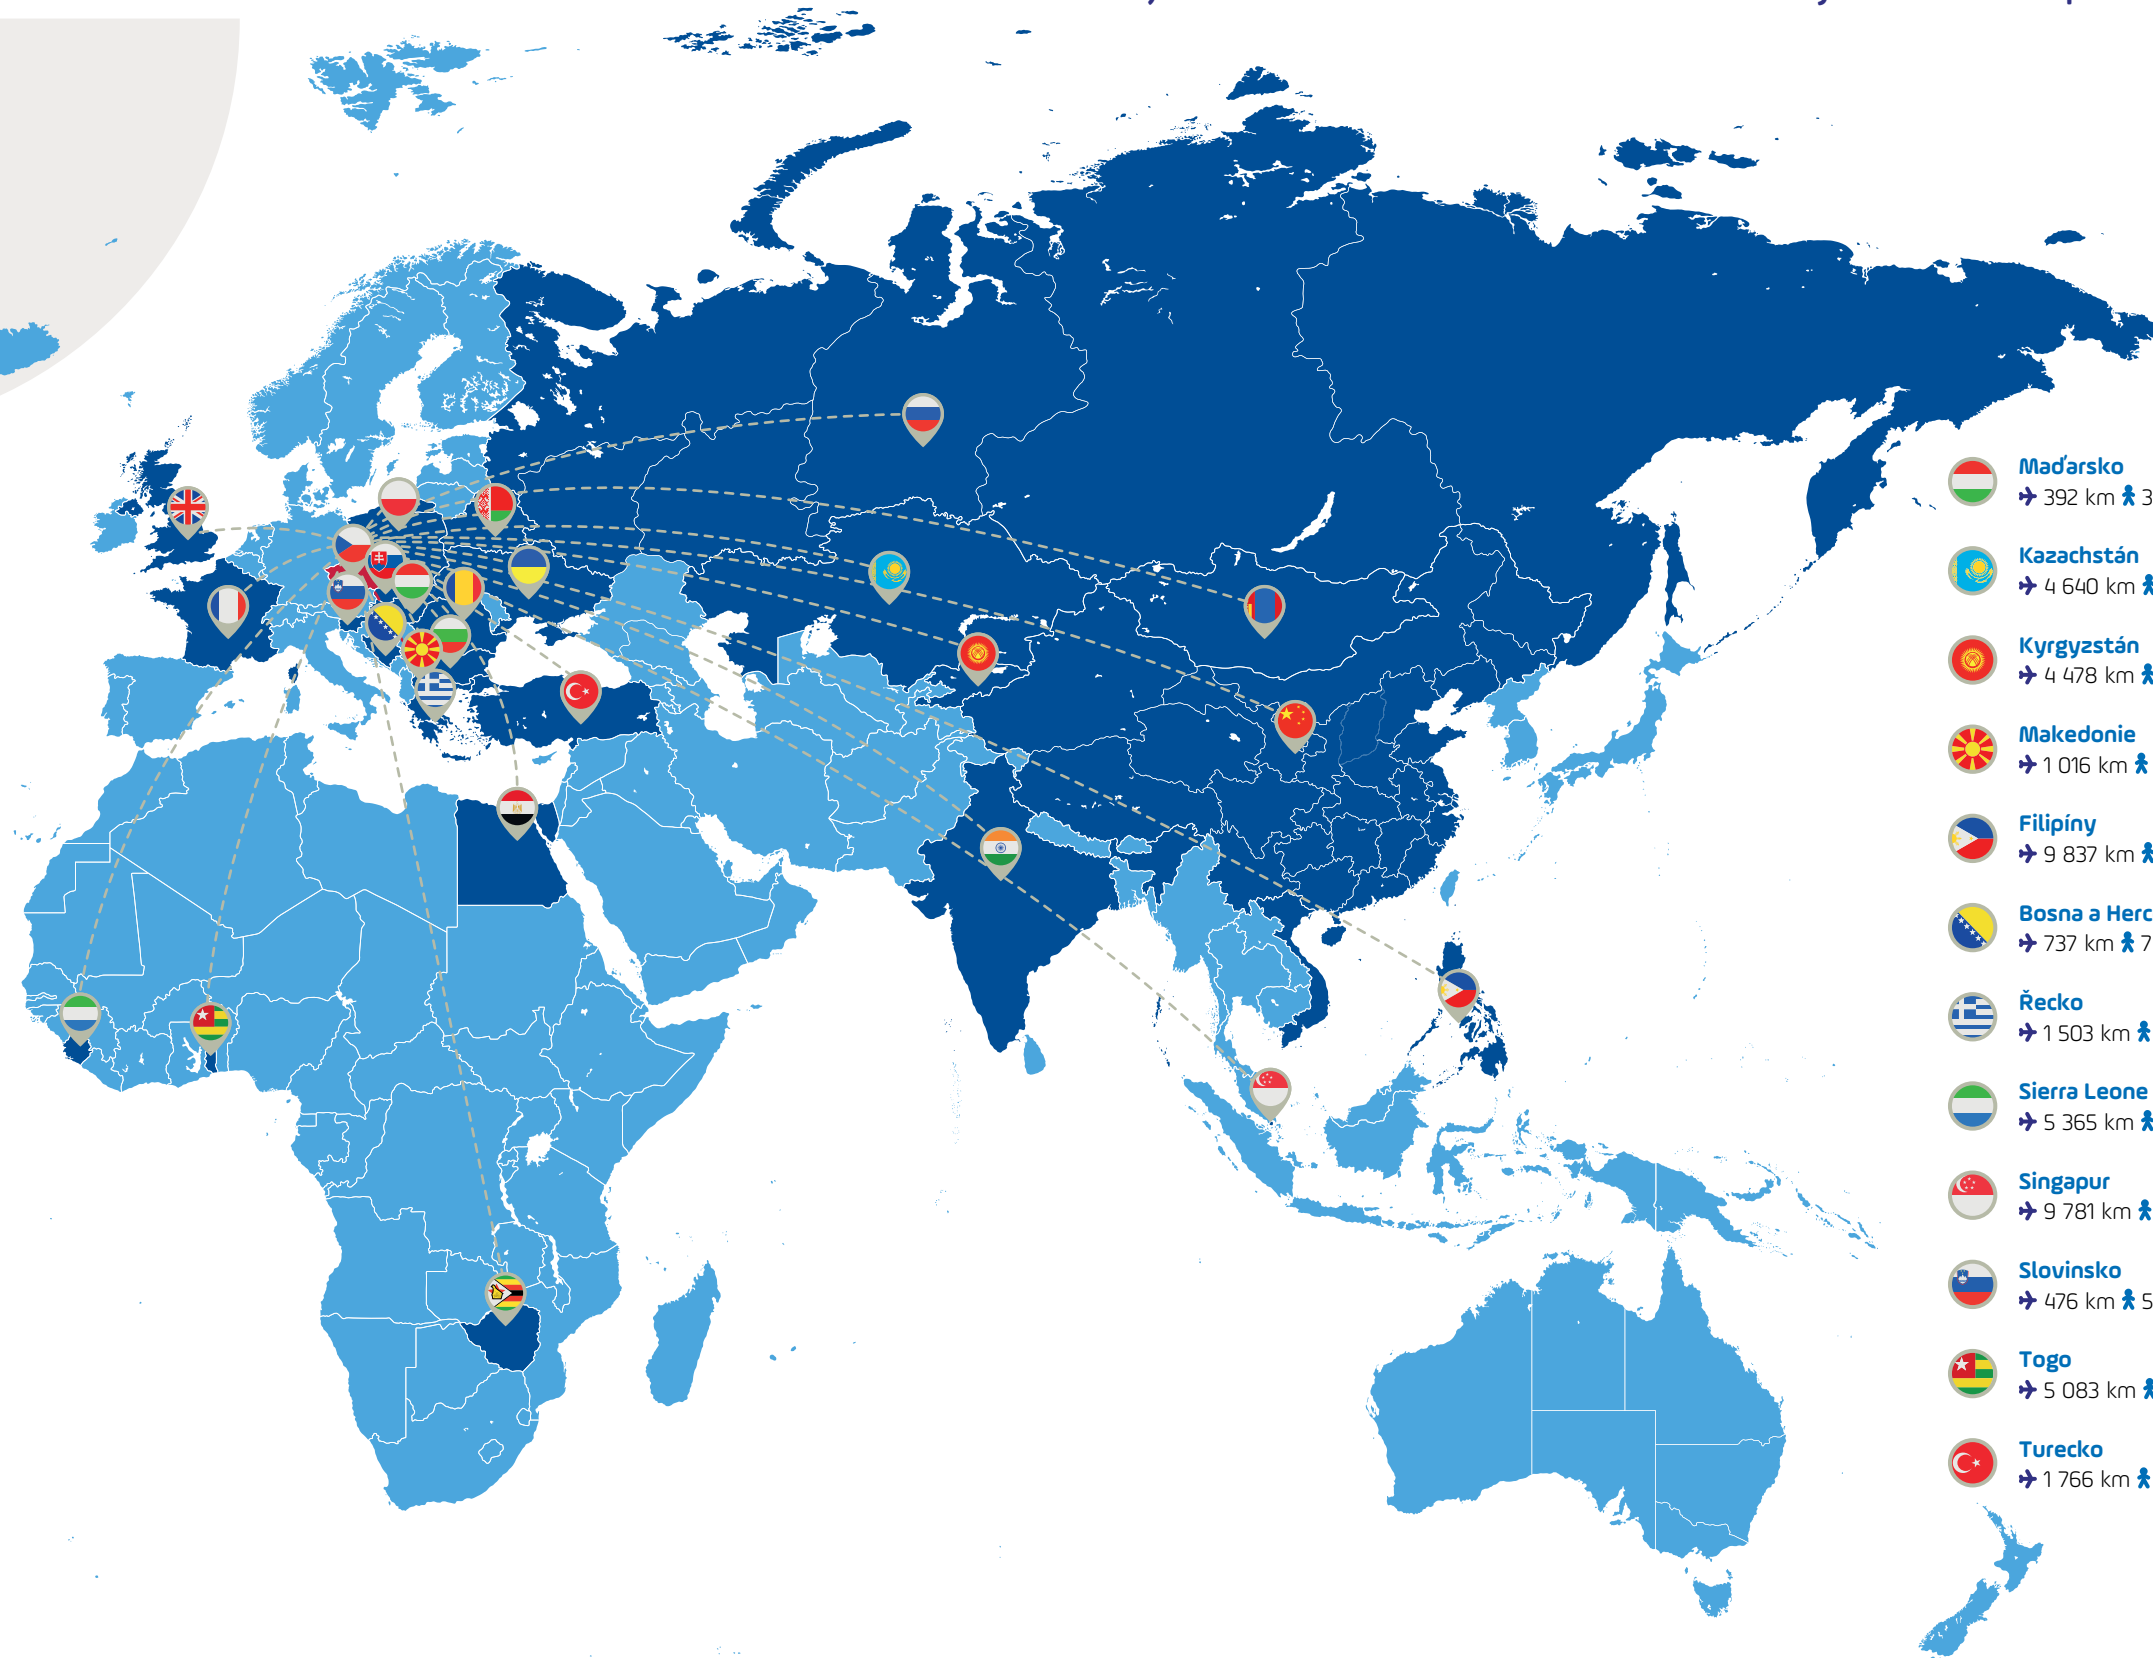 Maďarsko
392 km 3
Kazachstán
4 640 km
Kyrgyzstán
4 478 km
Makedonie
1 016 km
Filipíny
9 837 km
Bosna a Herc
737 km 7
Řecko
1 503 km
Sierra Leone
5 365 km
Singapur
9 781 km
Slovinsko
476 km 5
Togo
5 083 km
Turecko
1 766 km